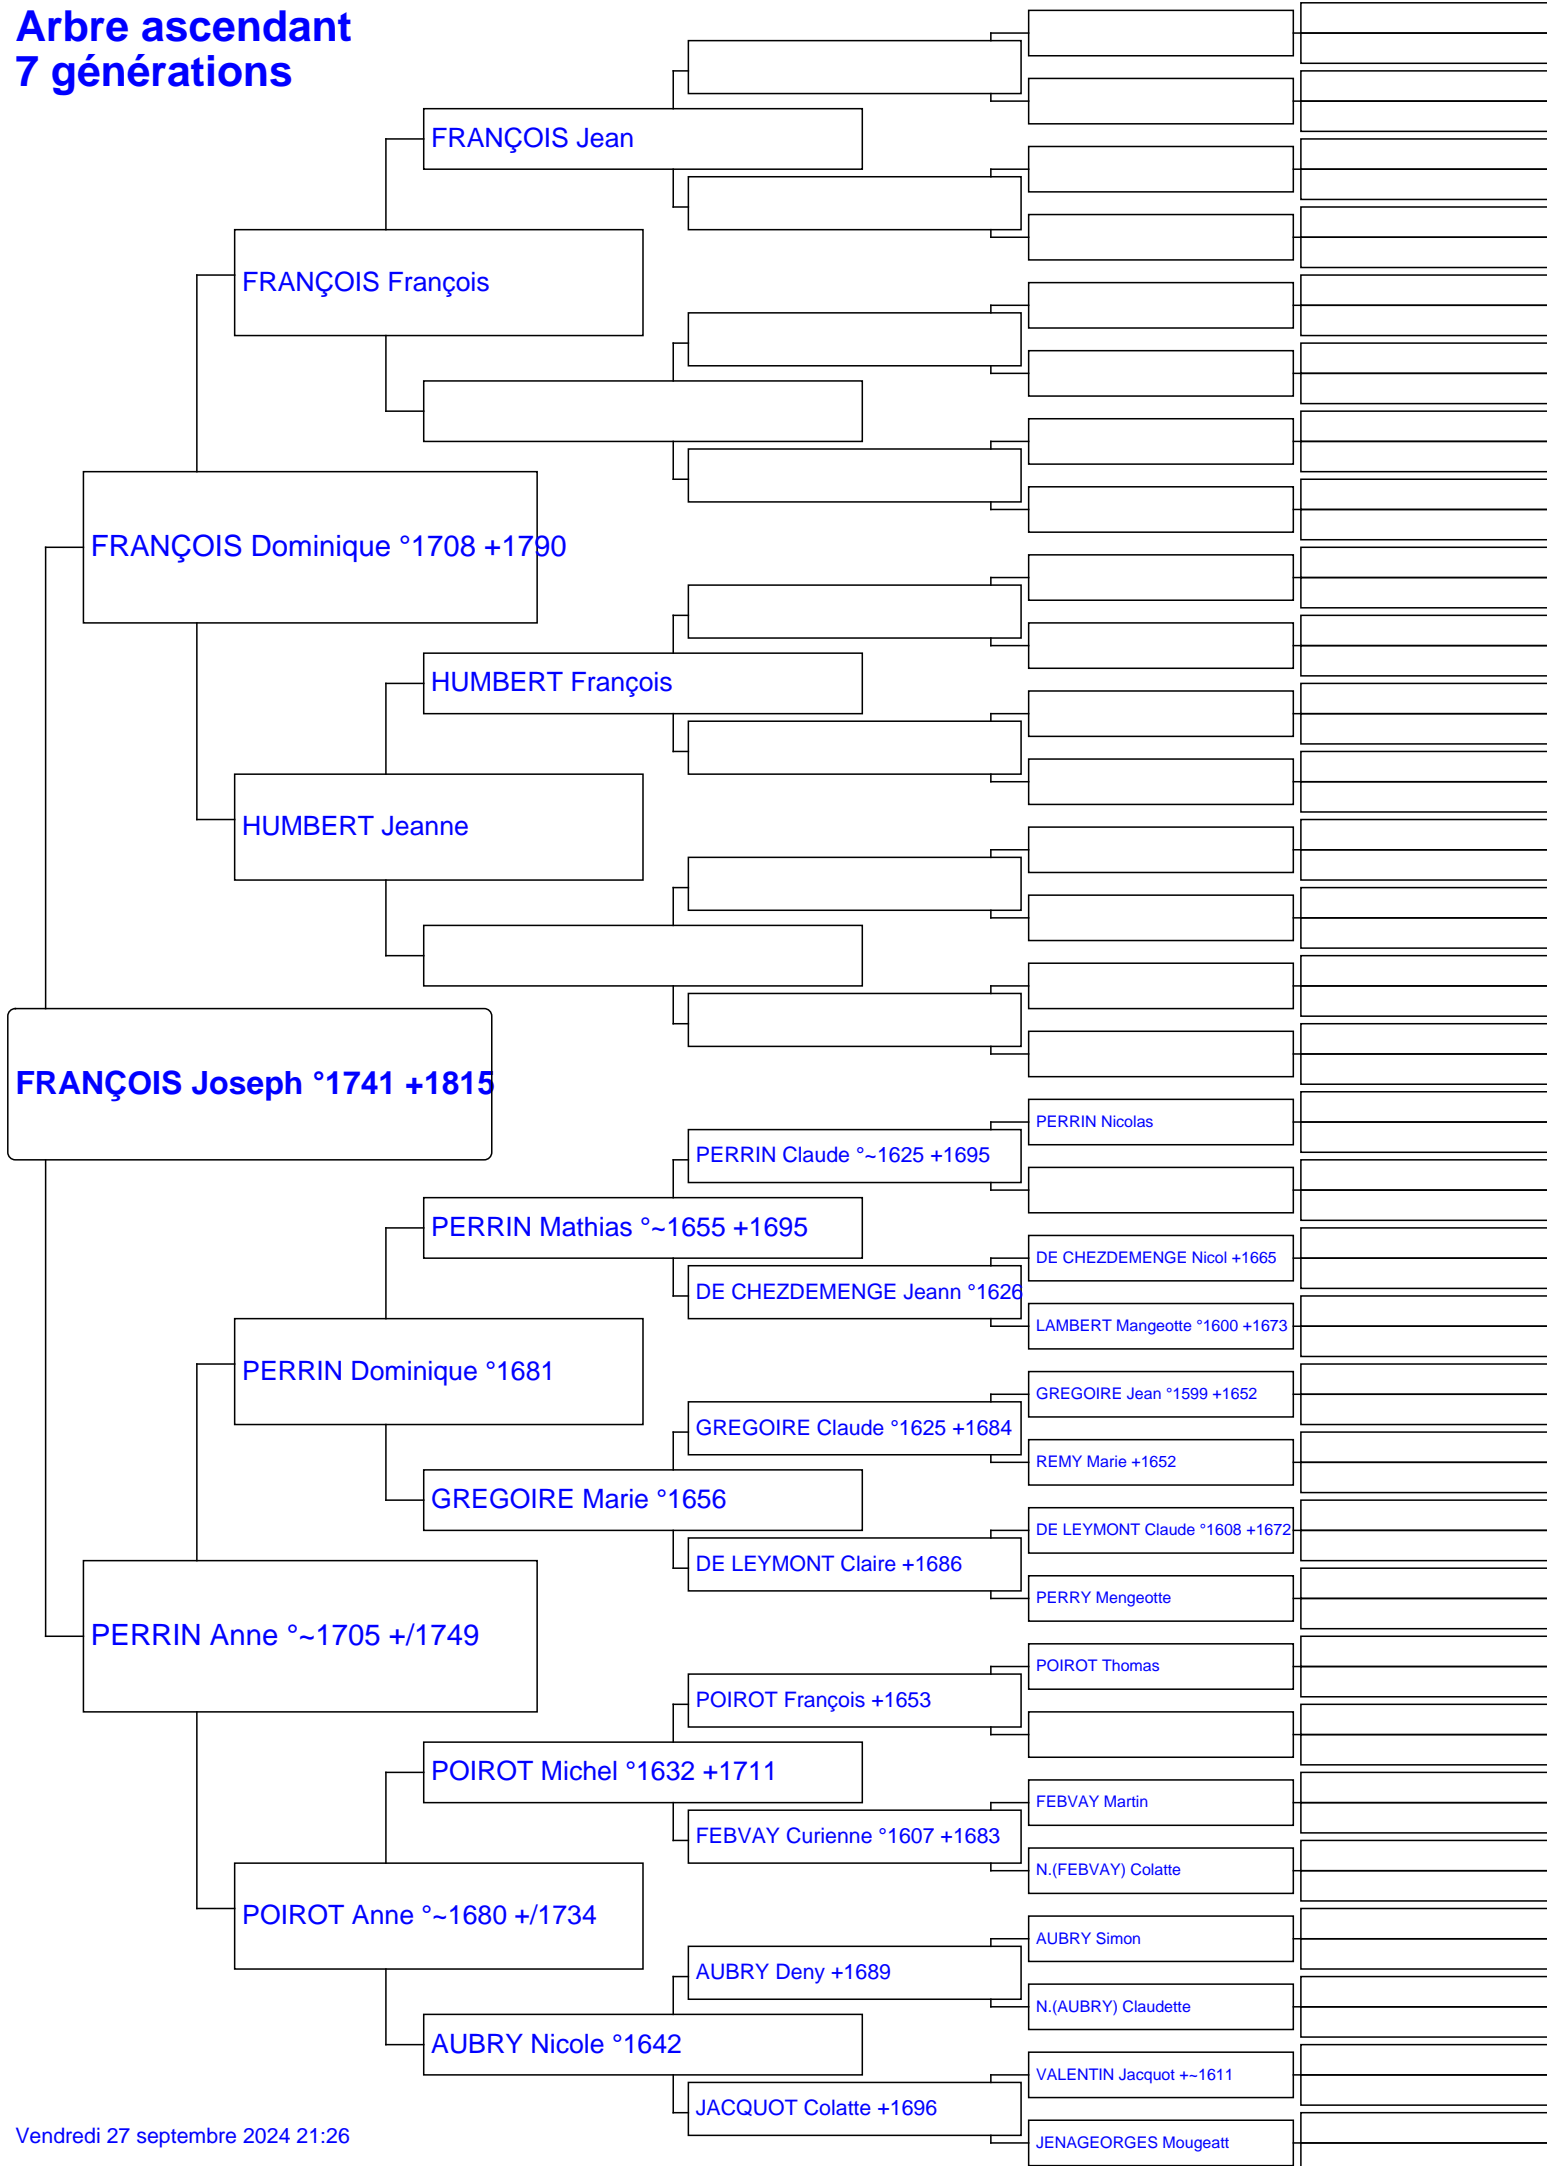 Arbre ascendant
7 générations
FRANÇOIS Jean
FRANÇOIS François
FRANÇOIS Dominique °1708 +1790
HUMBERT François
HUMBERT Jeanne
FRANÇOIS Joseph °1741 +1815
PERRIN Nicolas
PERRIN Claude °~1625 +1695
PERRIN Mathias °~1655 +1695
DE CHEZDEMENGE Nicol +1665
DE CHEZDEMENGE Jeann °1626
LAMBERT Mangeotte °1600 +1673
PERRIN Dominique °1681
GREGOIRE Jean °1599 +1652
GREGOIRE Claude °1625 +1684
REMY Marie +1652
GREGOIRE Marie °1656
DE LEYMONT Claude °1608 +1672
DE LEYMONT Claire +1686
PERRY Mengeotte
PERRIN Anne °~1705 +/1749
POIROT Thomas
POIROT François +1653
POIROT Michel °1632 +1711
FEBVAY Martin
FEBVAY Curienne °1607 +1683
N.(FEBVAY) Colatte
POIROT Anne °~1680 +/1734
AUBRY Simon
AUBRY Deny +1689
N.(AUBRY) Claudette
AUBRY Nicole °1642
VALENTIN Jacquot +~1611
JACQUOT Colatte +1696
JENAGEORGES Mougeatt
Vendredi 27 septembre 2024 21:26